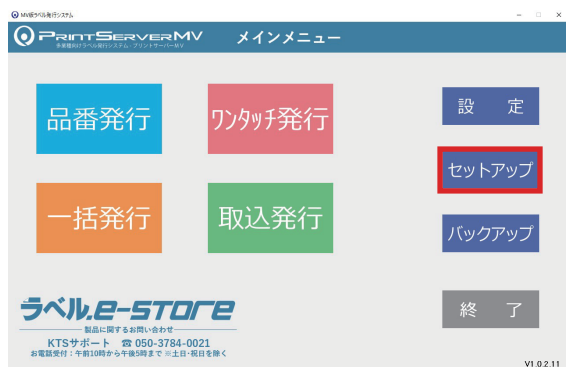 MV版ラベル発行システム
PRINTSERVERMV メインメニュー
多業種向けラベル発行システム・プリントサーバーMV
品番発行
ワンタッチ発行
設 定
セットアップ
一括発行
取込発行
バックアップ
ラベル.e-STORE
製品に関するお問い合わせ
終 了
KTSサポート ☎ 050-3784-0021
お電話受付:午前10時から午後5時まで ※土日・祝日を除く
V1.0.2.11